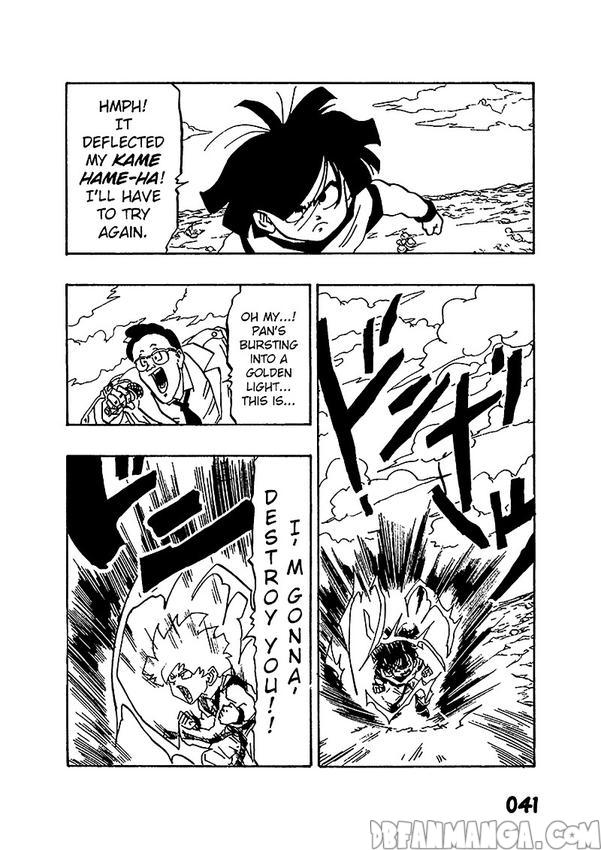 HMPH!
IT
DEFLECTED
MY KAME
HAME-HA!
I'LL HAVE
TO TRY
AGAIN.
OH MY...!
PAN'S
BURSTING
INTO A
GOLDEN
LIGHT...
THIS IS...
I'M GONNA
DESTROY YOU!!
041
DBFANMANGA.COM